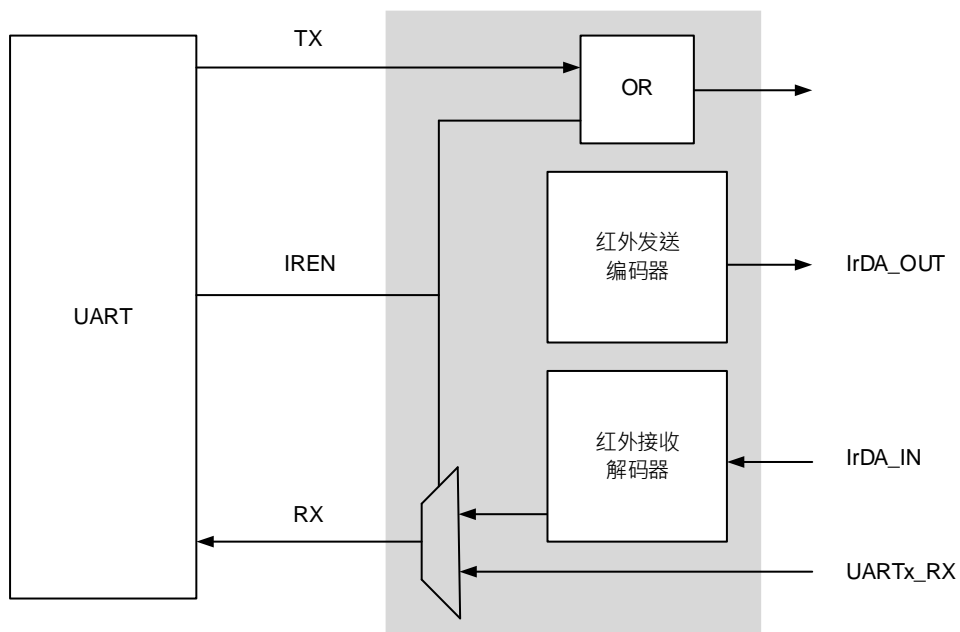 TX
OR
红外发送
编码器
IrDA_OUT
IREN
UART
红外接收
解码器
IrDA_IN
RX
UARTx_RX